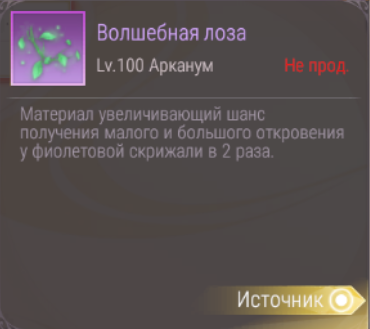 Волшебная лоза
Lv.100 Арканум Не прод.
Материал увеличивающий шанс
получения малого и большого откровения
у фиолетовой скрижали в 2 раза.
Источник